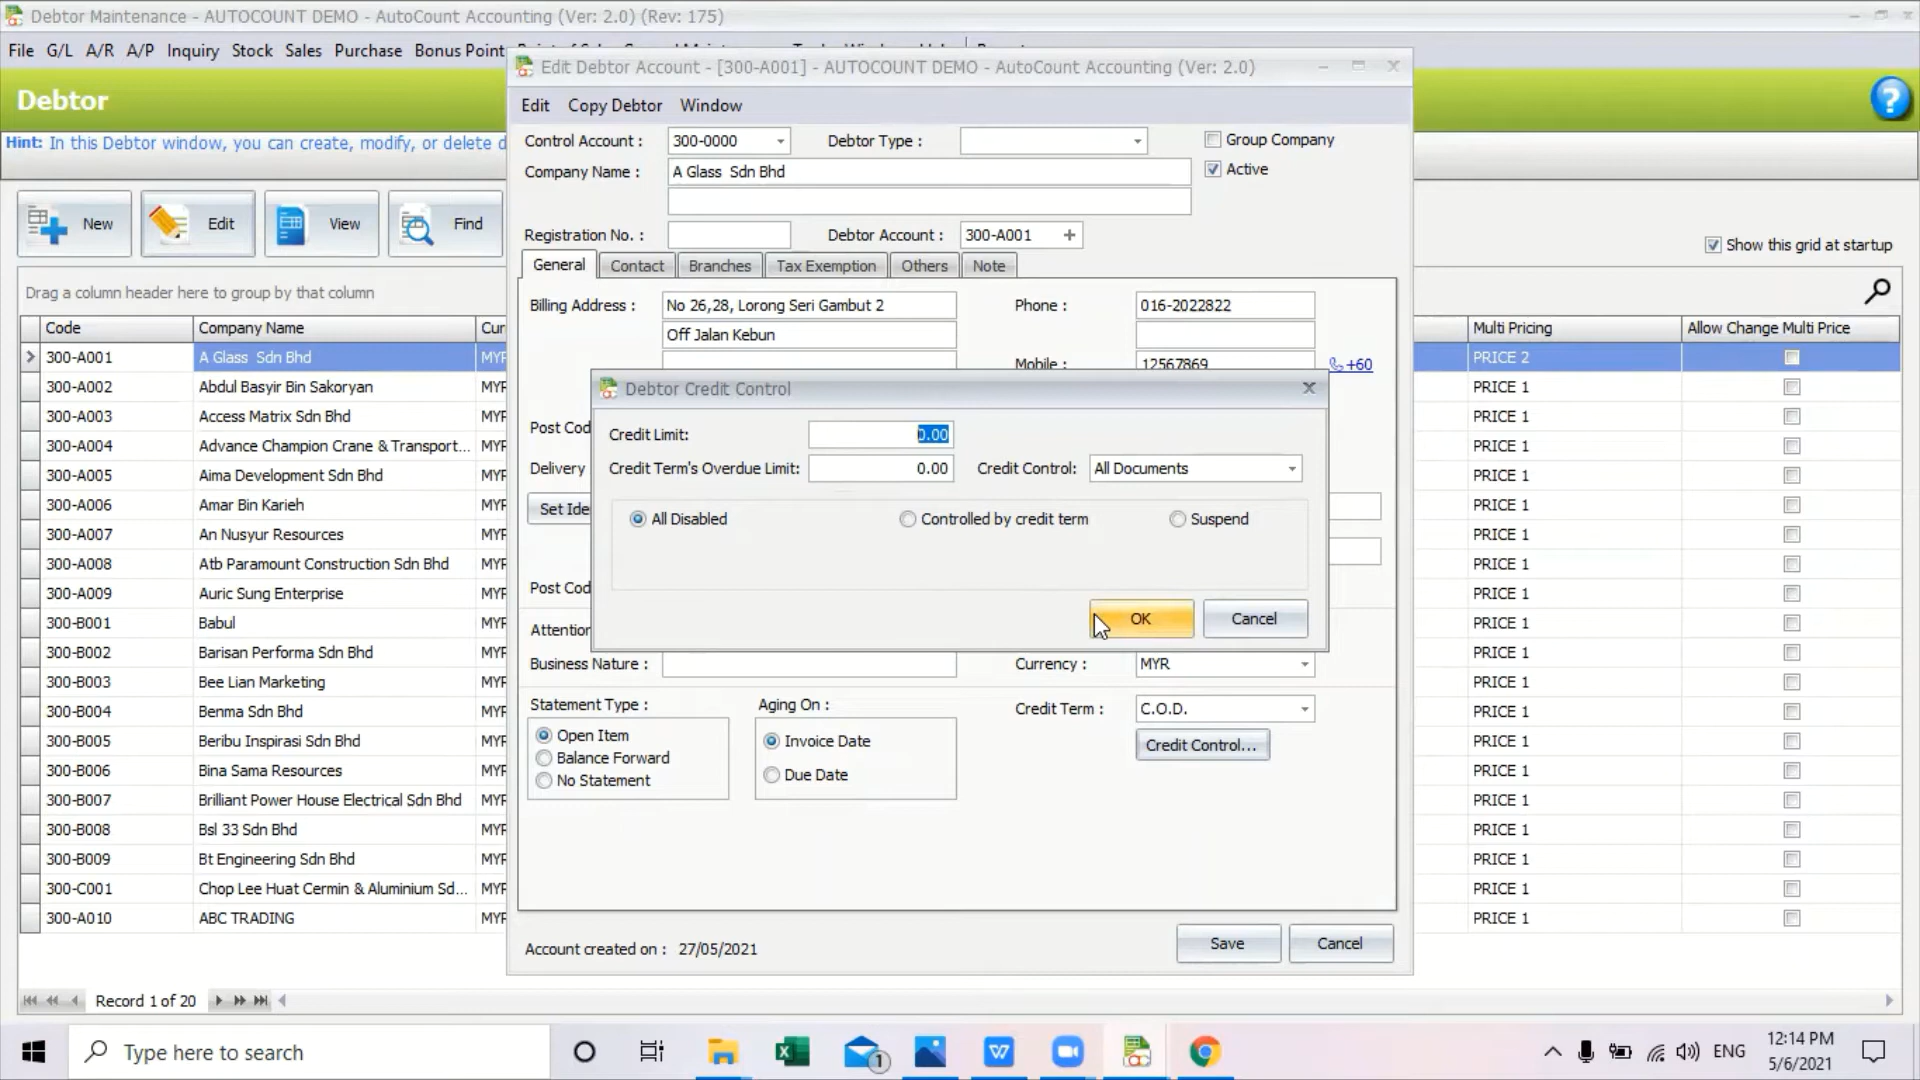 Debtor Maintenance - AUTOCOUNT DEMO - AutoCount Accounting (Ver: 2.0) (Rev: 175)
File G/L A/R A/P Inquiry Stock Sales Purchase Bonus Point
Edit Debtor Account - [300-A001] - AUTOCOUNT DEMO - AutoCount Accounting (Ver: 2.0)
Debtor
Edit Copy Debtor Window
Hint: In this Debtor window, you can create, modify, or delete d
Control Account : 300-0000 Debtor Type : Group Company
Company Name : A Glass Sdn Bhd Active
New Edit View Find
Registration No. : Debtor Account : 300-A001 +
Show this grid at startup
General Contact Branches Tax Exemption Others Note
Drag a column header here to group by that column
Billing Address : No 26,28, Lorong Seri Gambut 2 Phone : 016-2022822
Off Jalan Kebun
Mobile : 12567869 +60
Code Company Name Cur Multi Pricing Allow Change Multi Price
300-A001 A Glass Sdn Bhd MYR PRICE 2
300-A002 Abdul Basyir Bin Sakoryan MYR PRICE 1
300-A003 Access Matrix Sdn Bhd MYR PRICE 1
300-A004 Advance Champion Crane & Transport... MYR PRICE 1
300-A005 Aima Development Sdn Bhd MYR PRICE 1
300-A006 Amar Bin Karieh MYR PRICE 1
300-A007 An Nusyur Resources MYR PRICE 1
300-A008 Atb Paramount Construction Sdn Bhd MYR PRICE 1
300-A009 Auric Sung Enterprise MYR PRICE 1
300-B001 Babul MYR PRICE 1
300-B002 Barisan Performa Sdn Bhd MYR PRICE 1
300-B003 Bee Lian Marketing MYR PRICE 1
300-B004 Benma Sdn Bhd MYR PRICE 1
300-B005 Beribu Inspirasi Sdn Bhd MYR PRICE 1
300-B006 Bina Sama Resources MYR PRICE 1
300-B007 Brilliant Power House Electrical Sdn Bhd MYR PRICE 1
300-B008 Bsl 33 Sdn Bhd MYR PRICE 1
300-B009 Bt Engineering Sdn Bhd MYR PRICE 1
300-C001 Chop Lee Huat Cermin & Aluminium Sd... MYR PRICE 1
300-A010 ABC TRADING MYR PRICE 1
Debtor Credit Control
Post Cod Credit Limit: 0.00
Delivery Credit Term's Overdue Limit: 0.00 Credit Control: All Documents
Set Ide All Disabled Controlled by credit term Suspend
Post Cod
OK Cancel
Attention
Business Nature : Currency : MYR
Statement Type : Aging On : Credit Term : C.O.D.
Open Item Invoice Date Credit Control...
Balance Forward
No Statement Due Date
Account created on : 27/05/2021 Save Cancel
Record 1 of 20
Type here to search
1
ENG
12:14 PM
5/6/2021